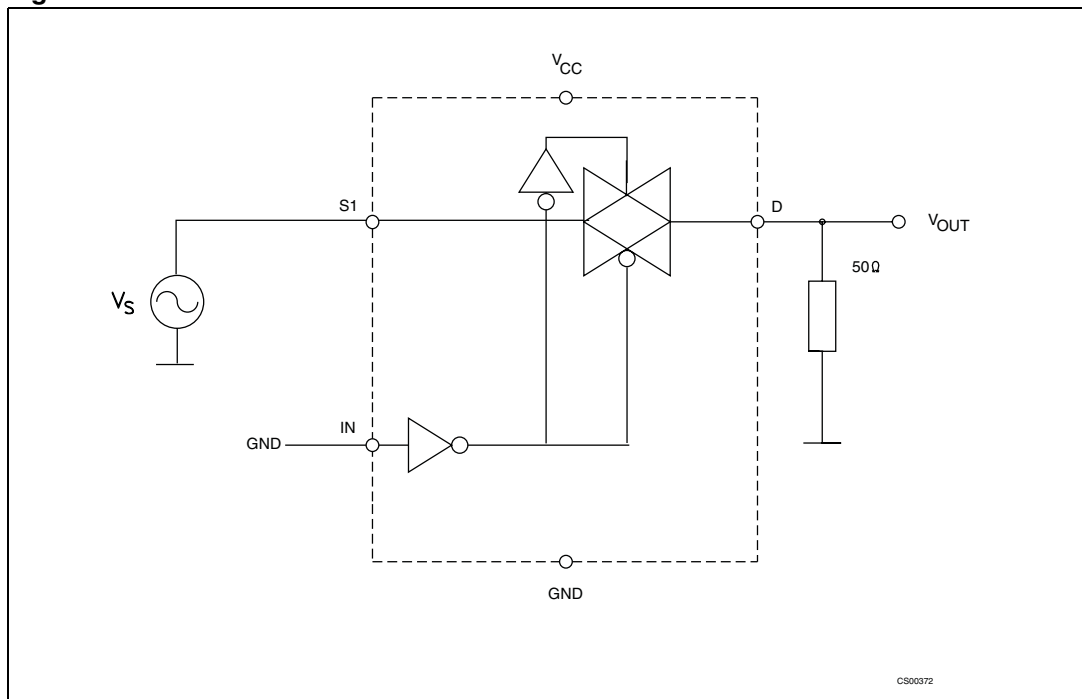 V_CC
S1
D
V_OUT
50Ω
V_S
IN
GND
GND
CS00372